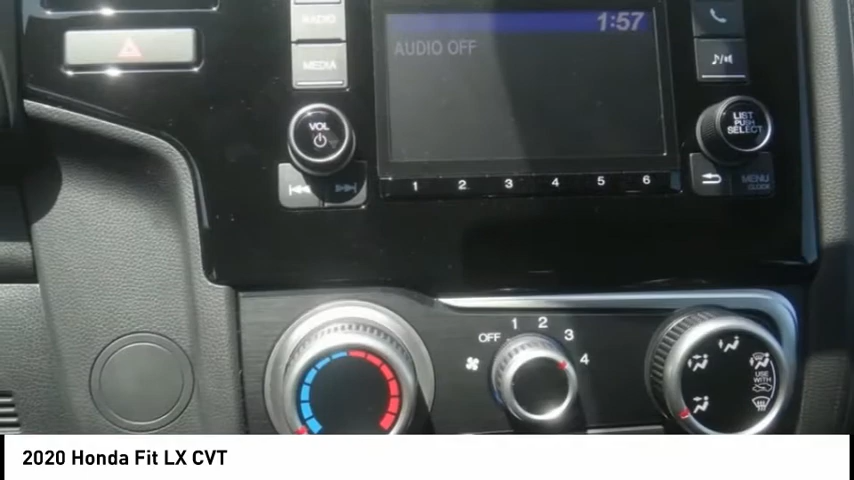 RADIO
1:57
AUDIO OFF
MEDIA
♪/
VOL
LIST
PUSH
SELECT
1 2 3 4 5 6
MENU
CLOCK
OFF 1 2 3 4
USE
WITH
2020 Honda Fit LX CVT